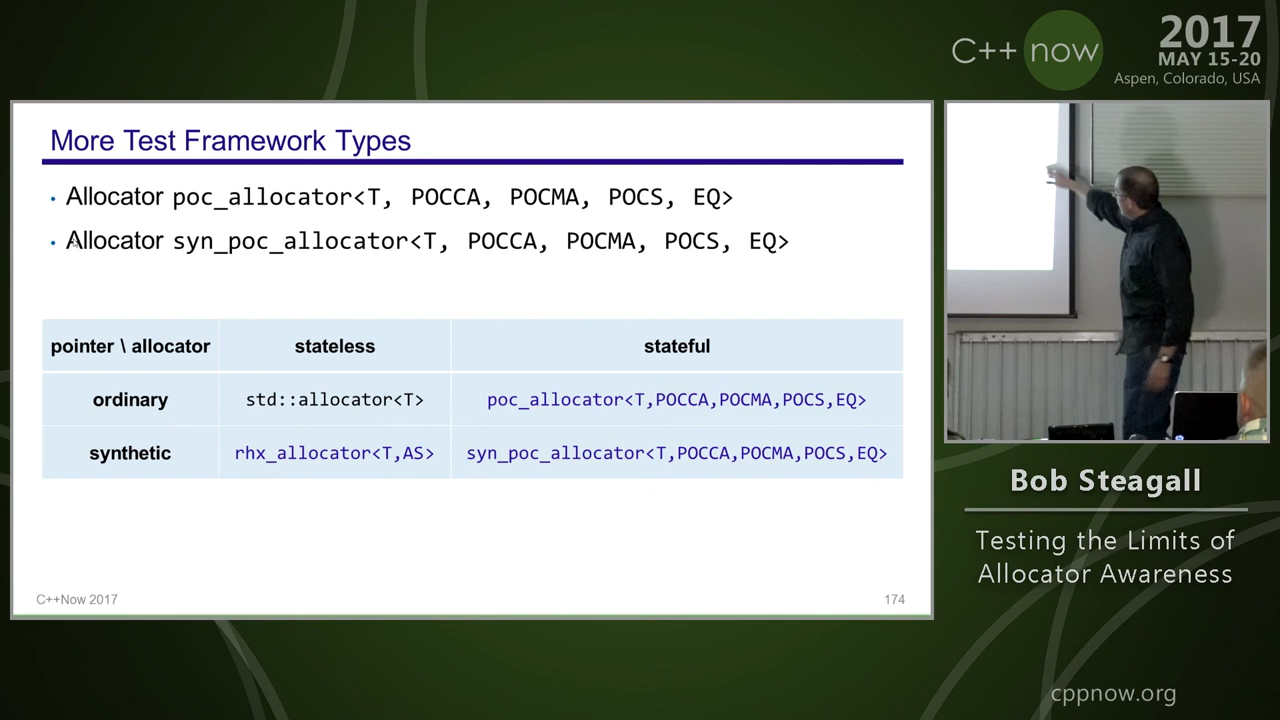 C++ now
2017
MAY 15-20
Aspen, Colorado, USA
More Test Framework Types
• Allocator poc_allocator<T, POCCA, POCMA, POCS, EQ>
• Allocator syn_poc_allocator<T, POCCA, POCMA, POCS, EQ>
pointer \ allocator stateless stateful
ordinary std::allocator<T> poc_allocator<T,POCCA,POCMA,POCS,EQ>
synthetic rhx_allocator<T,AS> syn_poc_allocator<T,POCCA,POCMA,POCS,EQ>
C++Now 2017 174
Bob Steagall
Testing the Limits of
Allocator Awareness
cppnow.org